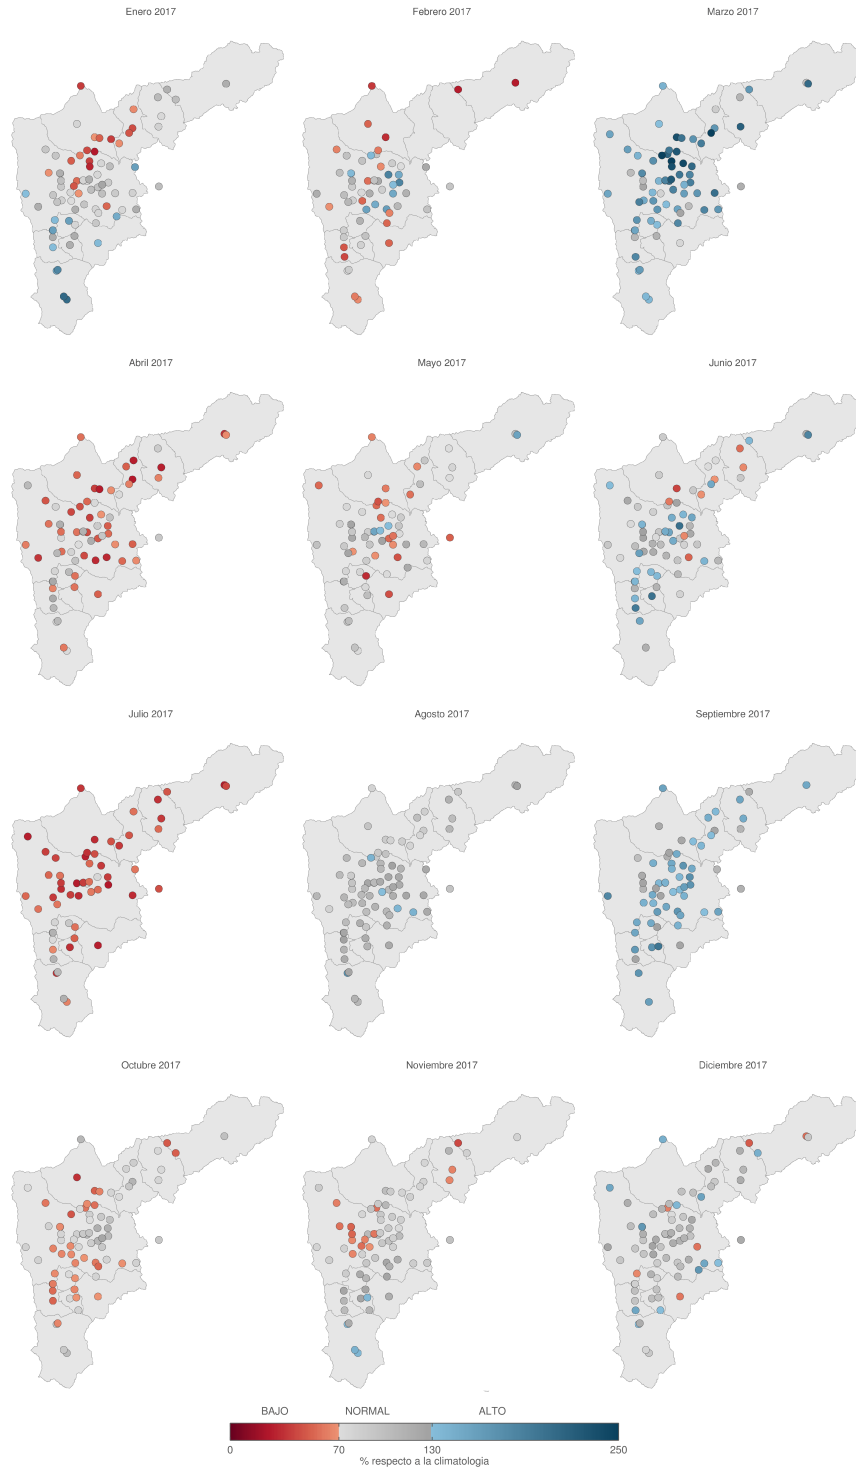 Enero 2017
Febrero 2017
Marzo 2017
Abril 2017
Mayo 2017
Junio 2017
Julio 2017
Agosto 2017
Septiembre 2017
Octubre 2017
Noviembre 2017
Diciembre 2017
BAJO NORMAL ALTO
0 70 130 250
% respecto a la climatologia